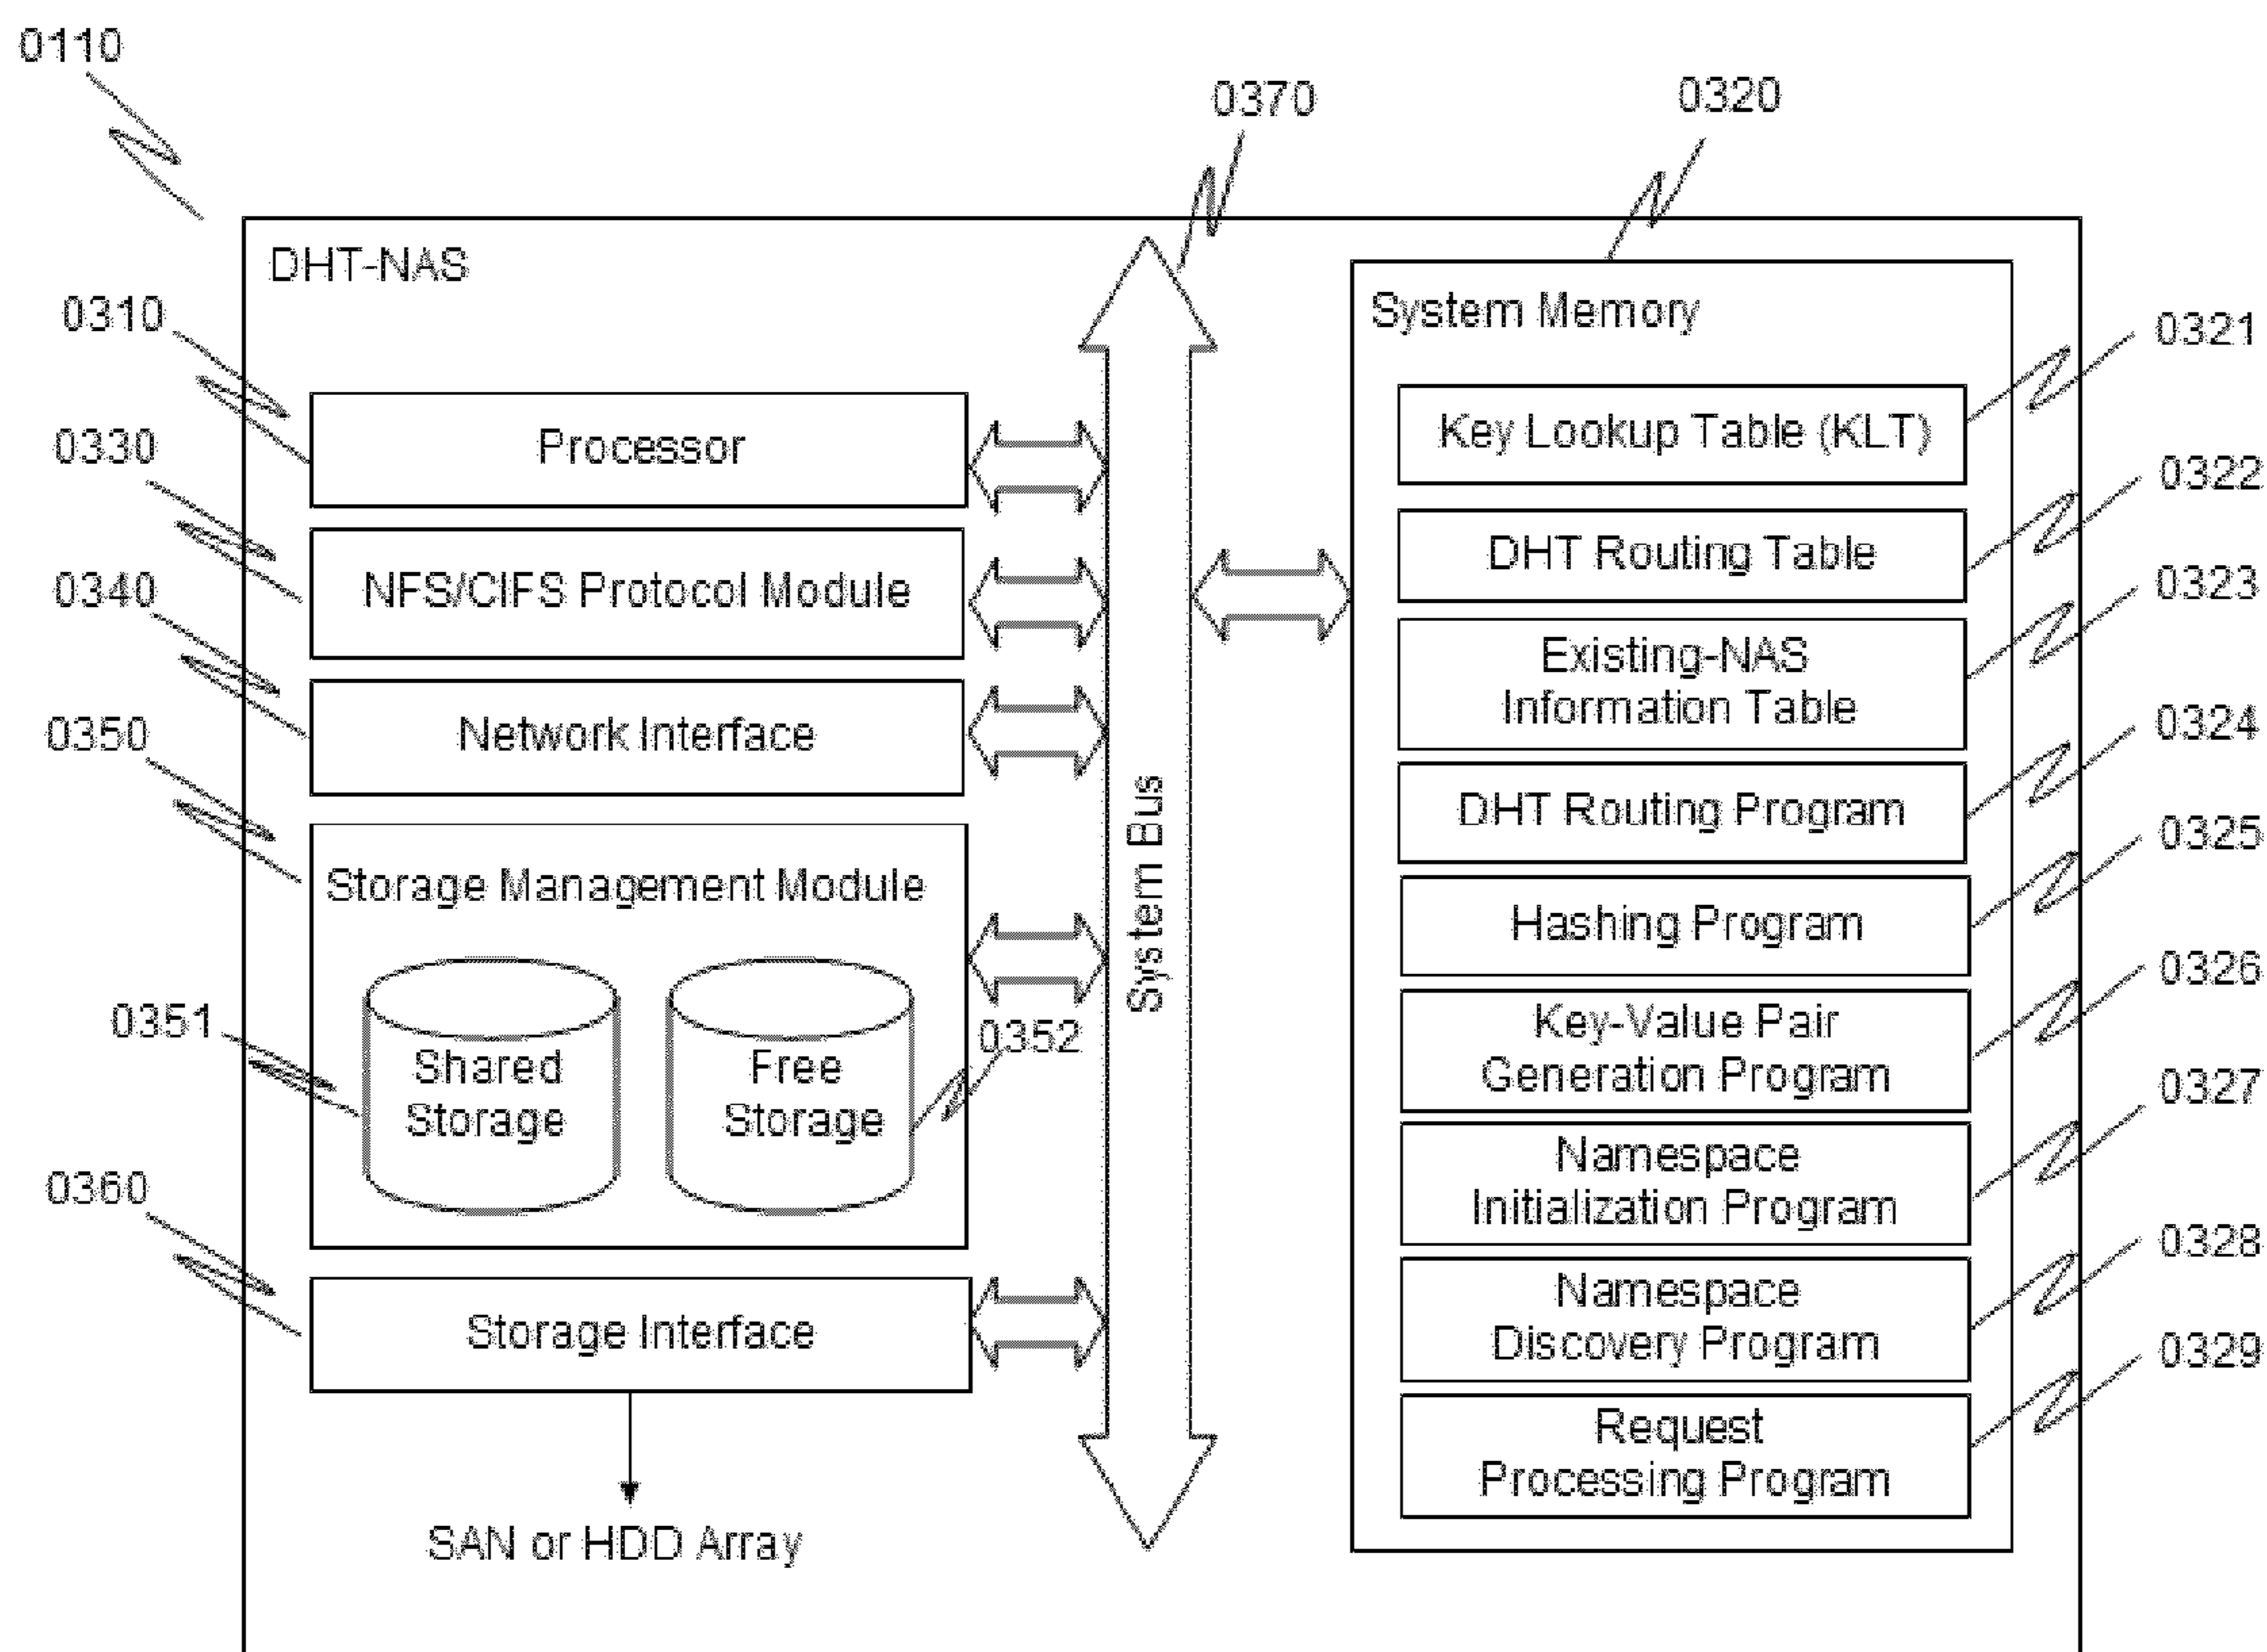 0110
0370
0320
DHT-NAS
0310
Processor
0330
NFS/CIFS Protocol Module
0340
Network Interface
0350
Storage Management Module
0351
Shared
Storage
Free
Storage
0352
0360
Storage Interface
SAN or HDD Array
System Bus
System Memory
Key Lookup Table (KLT)
0321
DHT Routing Table
0322
Existing-NAS
Information Table
0323
DHT Routing Program
0324
Hashing Program
0325
Key-Value Pair
Generation Program
0326
Namespace
Initialization Program
0327
Namespace
Discovery Program
0328
Request
Processing Program
0329